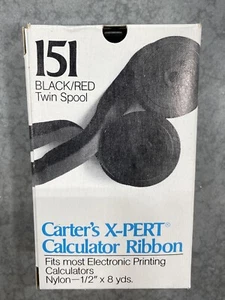 151
BLACK/RED
Twin Spool
Carter's X-PERT®
Calculator Ribbon
Fits most Electronic Printing
Calculators
Nylon—1/2" x 8 yds.